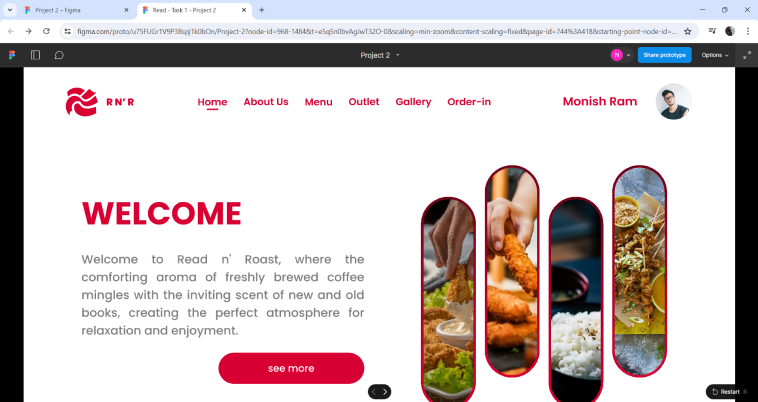 Project 2 – Figma
Read - Task 1 - Project 2
figma.com/proto/u75FUGr1V9P38spj1k0bOn/Project-2?node-id=968-1484&t=e5qSn0bvAgJwT32O-0&scaling=min-zoom&content-scaling=fixed&page-id=744%3A418&starting-point-node-id=...
Project 2
N
Share prototype
Options
R N' R
Home
About Us
Menu
Outlet
Gallery
Order-in
Monish Ram
WELCOME
Welcome to Read n' Roast, where the
comforting aroma of freshly brewed coffee
mingles with the inviting scent of new and old
books, creating the perfect atmosphere for
relaxation and enjoyment.
see more
Restart
R